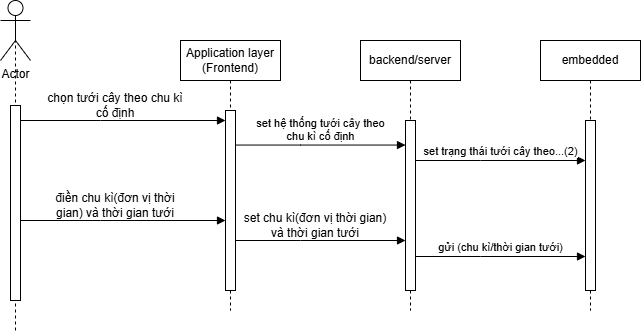 Actor
Application layer
(Frontend)
backend/server
embedded
chọn tưới cây theo chu kì
cố định
set hệ thống tưới cây theo
chu kì cố định
set trạng thái tưới cây theo...(2)
điền chu kì(đơn vị thời
gian) và thời gian tưới
set chu kì(đơn vị thời gian)
và thời gian tưới
gửi (chu kì/thời gian tưới)